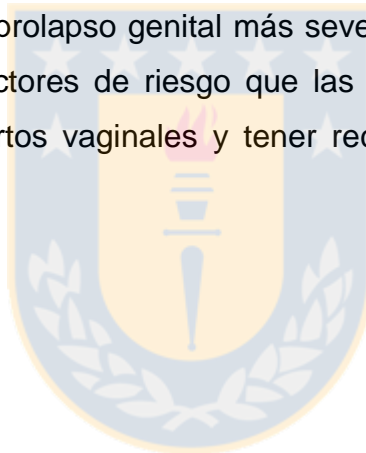 prolapso genital más seve
ctores de riesgo que las
rtos vaginales y tener rec